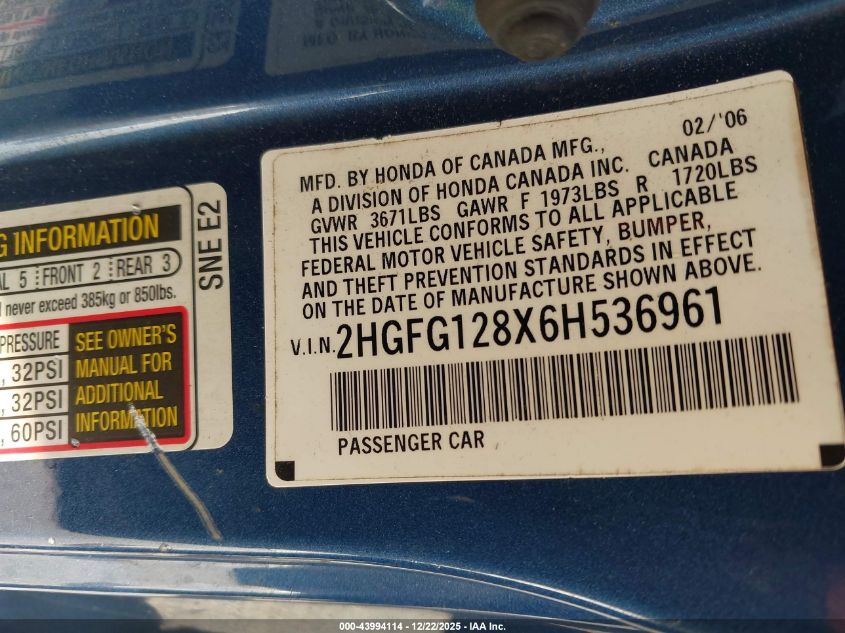 G INFORMATION
AL 5 FRONT 2 REAR 3
never exceed 385kg or 850lbs.
PRESSURE
, 32PSI
, 32PSI
, 60PSI
SEE OWNER'S
MANUAL FOR
ADDITIONAL
INFORMATION
SNE E2
02/'06
MFD. BY HONDA OF CANADA MFG.,
A DIVISION OF HONDA CANADA INC. CANADA
GVWR 3671LBS GAWR F 1973LBS R 1720LBS
THIS VEHICLE CONFORMS TO ALL APPLICABLE
FEDERAL MOTOR VEHICLE SAFETY, BUMPER,
AND THEFT PREVENTION STANDARDS IN EFFECT
ON THE DATE OF MANUFACTURE SHOWN ABOVE.
V.I.N. 2HGFG128X6H536961
PASSENGER CAR
000-43994114 - 12/22/2025 - IAA Inc.